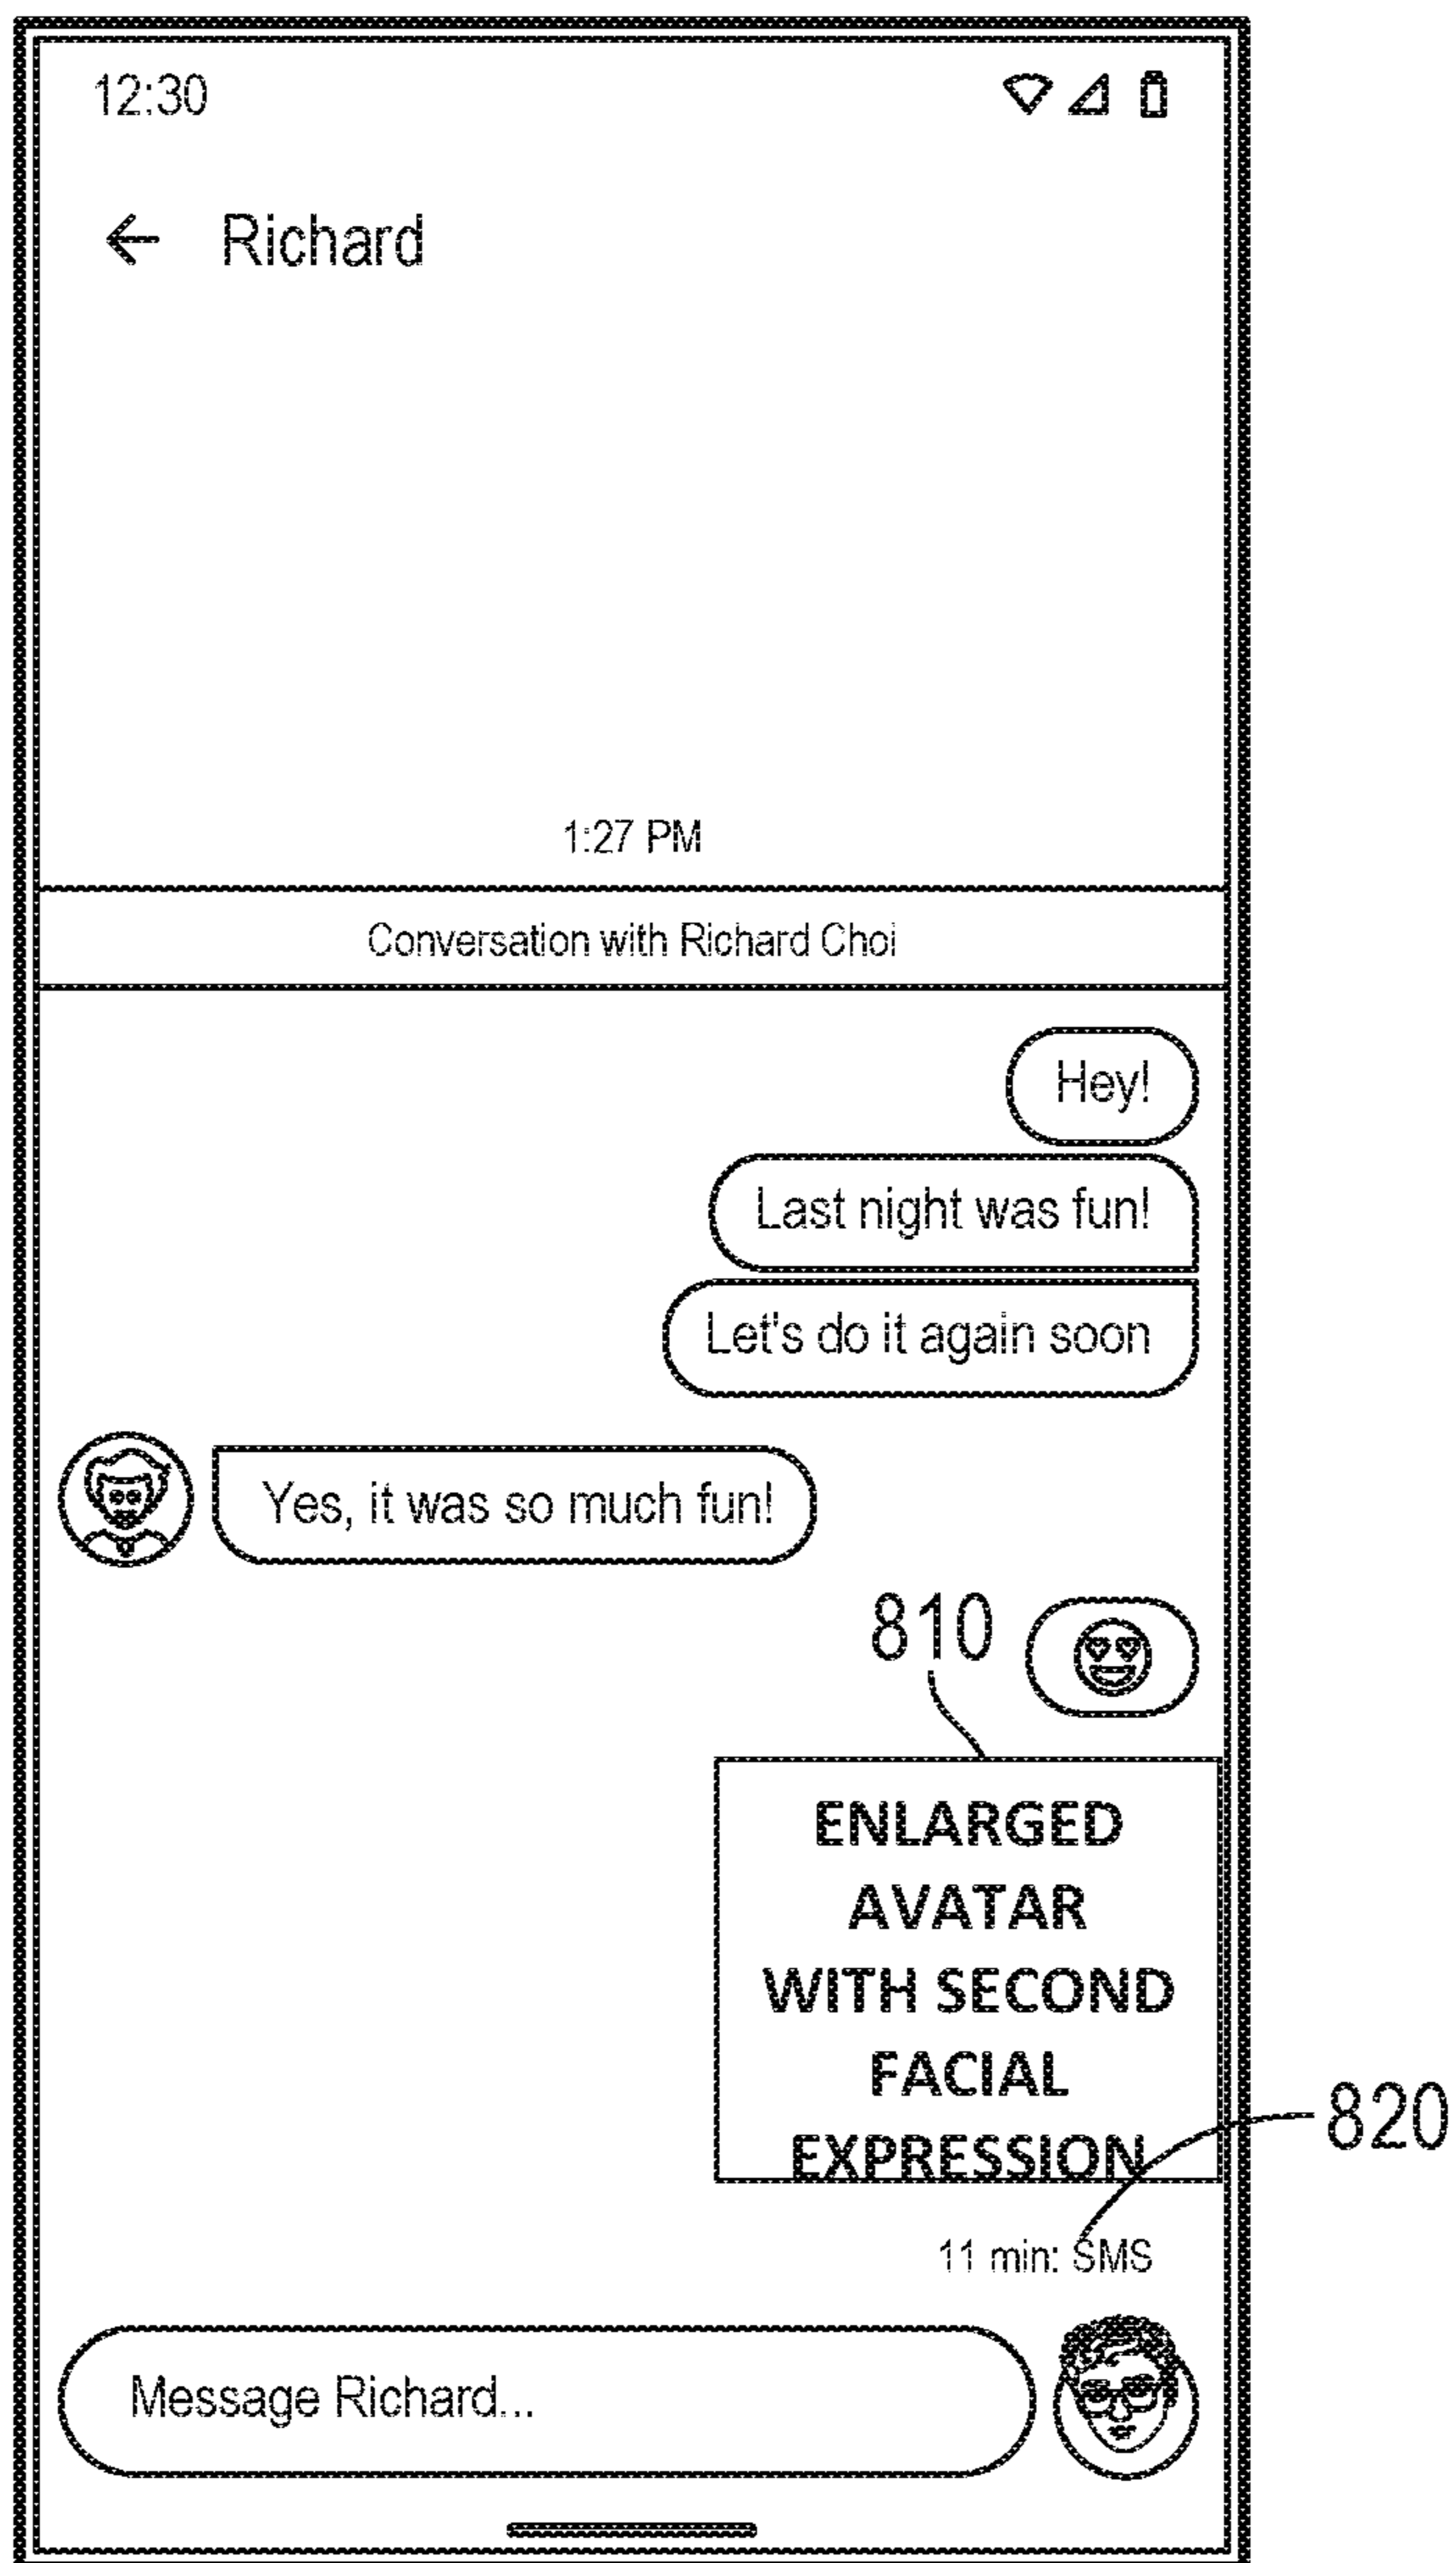 12:30
Richard
1:27 PM
Conversation with Richard Choi
Hey!
Last night was fun!
Let's do it again soon
Yes, it was so much fun!
810
ENLARGED
AVATAR
WITH SECOND
FACIAL
EXPRESSION
820
11 min: SMS
Message Richard...